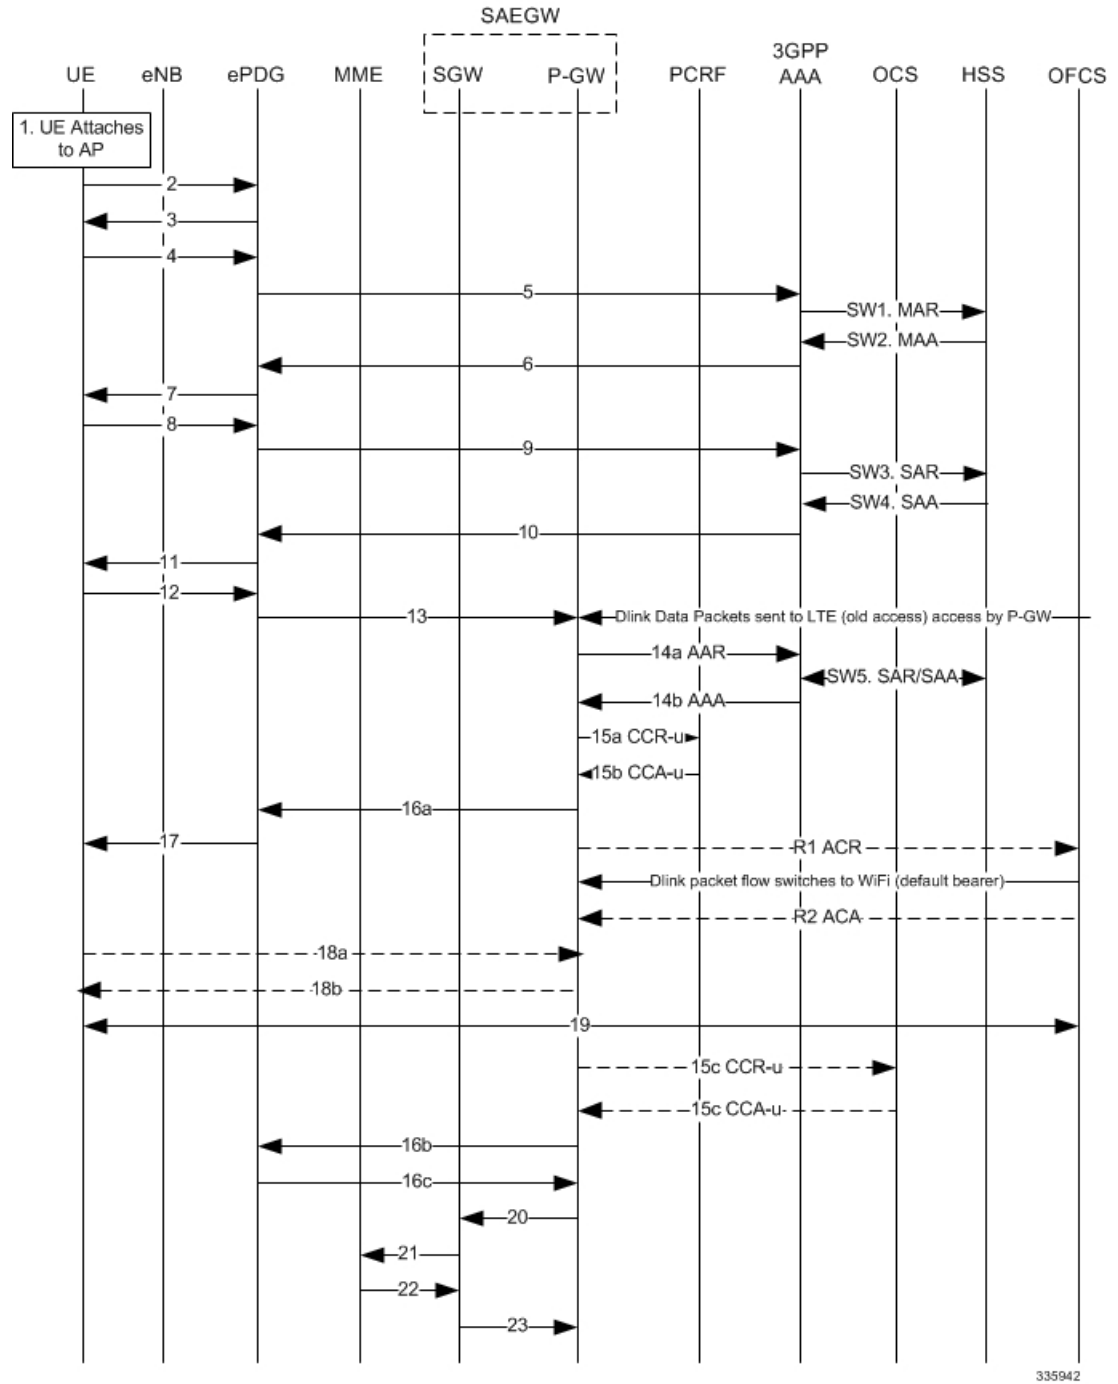 SAEGW
UE eNB ePDG MME SGW P-GW PCRF 3GPP AAA OCS HSS OFCS
1. UE Attaches
to AP
2
3
4
5
SW1. MAR
SW2. MAA
6
7
8
9
SW3. SAR
SW4. SAA
10
11
12
13 Dlink Data Packets sent to LTE (old access) access by P-GW
14a AAR
SW5. SAR/SAA
14b AAA
15a CCR-u
15b CCA-u
16a
17 R1 ACR
Dlink packet flow switches to WiFi (default bearer)
R2 ACA
18a
18b
19
15c CCR-u
15c CCA-u
16b
16c
20
21
22
23
335942